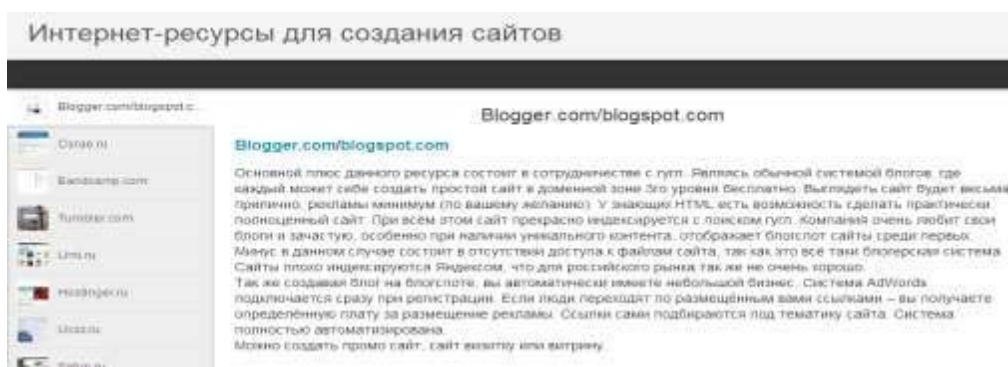 Интернет-ресурсы для создания сайтов
Blogger.com/blogspot.c...
Bandcamp.com
Tumbler.com
Umi.ru
Hostinger.ru
Ucoz.ru
Blogger.com/blogspot.com
Blogger.com/blogspot.com
Основной плюс данного ресурса состоит в сотрудничестве с гугл. Являясь обычной системой блогов, где
каждый может себе создать простой сайт в доменной зоне 3го уровня бесплатно. Выглядеть сайт будет весьма
прилично, рекламы минимум (по вашему желанию). У знающих HTML, есть возможность сделать практически
полноценный сайт. При всём этом сайт прекрасно индексируется с поиском гугл. Компания очень любит свои
блоги и зачастую, особенно при наличии уникального контента, отображает блогспот сайты среди первых.
Минус в данном случае состоит в отсутствии доступа к файлам сайта, так как это всё таки блогерская система.
Сайты плохо индексируются Яндексом, что для российского рынка так же не очень хорошо.
Так же создавая блог на блогспоте, вы автоматически имеете небольшой бизнес. Система AdWords
подключается сразу при регистрации. Если люди переходят по размещённым вами ссылками – вы получаете
определённую плату за размещение рекламы. Ссылки сами подбираются под тематику сайта. Система
полностью автоматизирована.
Можно создать промо сайт, сайт визитку или витрину.